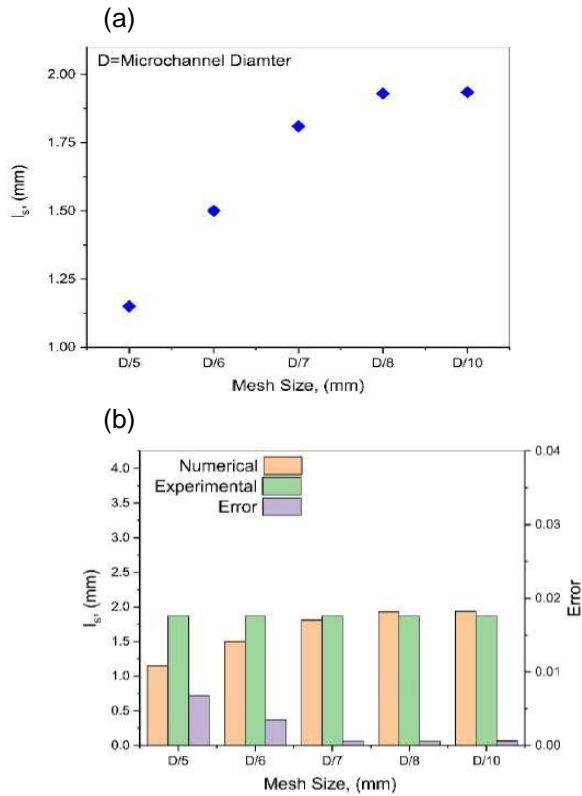 (a)
D=Microchannel Diamter
2.00
1.75
1.50
1.25
1.00
lₛ, (mm)
D/5 D/6 D/7 D/8 D/10
Mesh Size, (mm)
(b)
Numerical
Experimental
Error
4.0
3.5
3.0
2.5
2.0
1.5
1.0
0.5
0.0
lₛ, (mm)
0.04
0.03
0.02
0.01
0.00
Error
D/5 D/6 D/7 D/8 D/10
Mesh Size, (mm)